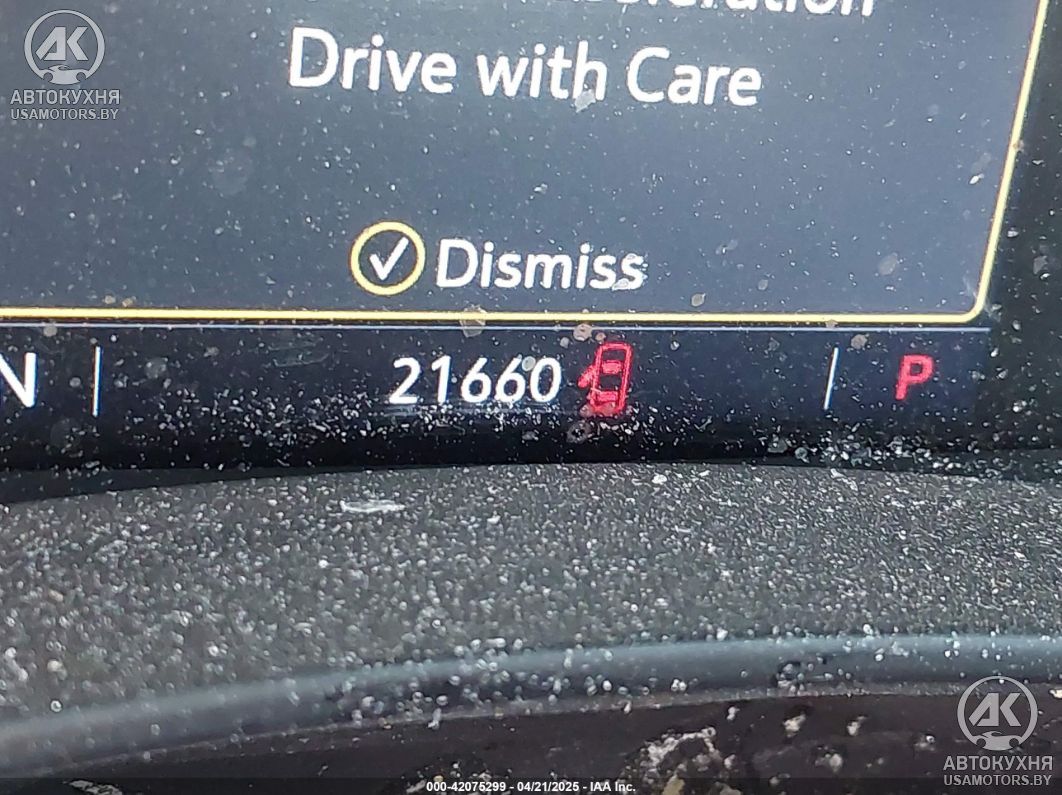 АВТОКУХНЯ
USAMOTORS.BY
Drive with Care
Dismiss
N
21660
P
АВТОКУХНЯ
USAMOTORS.BY
000-42075299 - 04/21/2025 - IAA Inc.